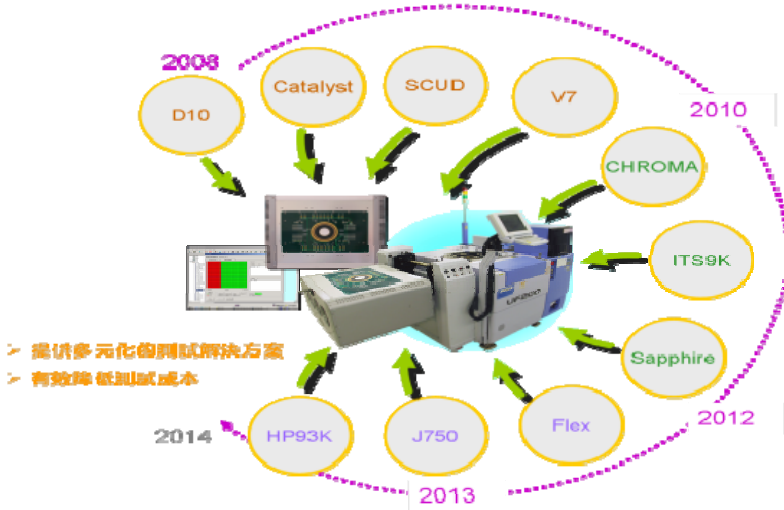 2008
D10
Catalyst
SCUD
V7
2010
CHROMA
ITS9K
Sapphire
2012
Flex
J750
HP93K
2013
2014
UF200
➢ 提供多元化的測試解決方案
➢ 有效降低測試成本